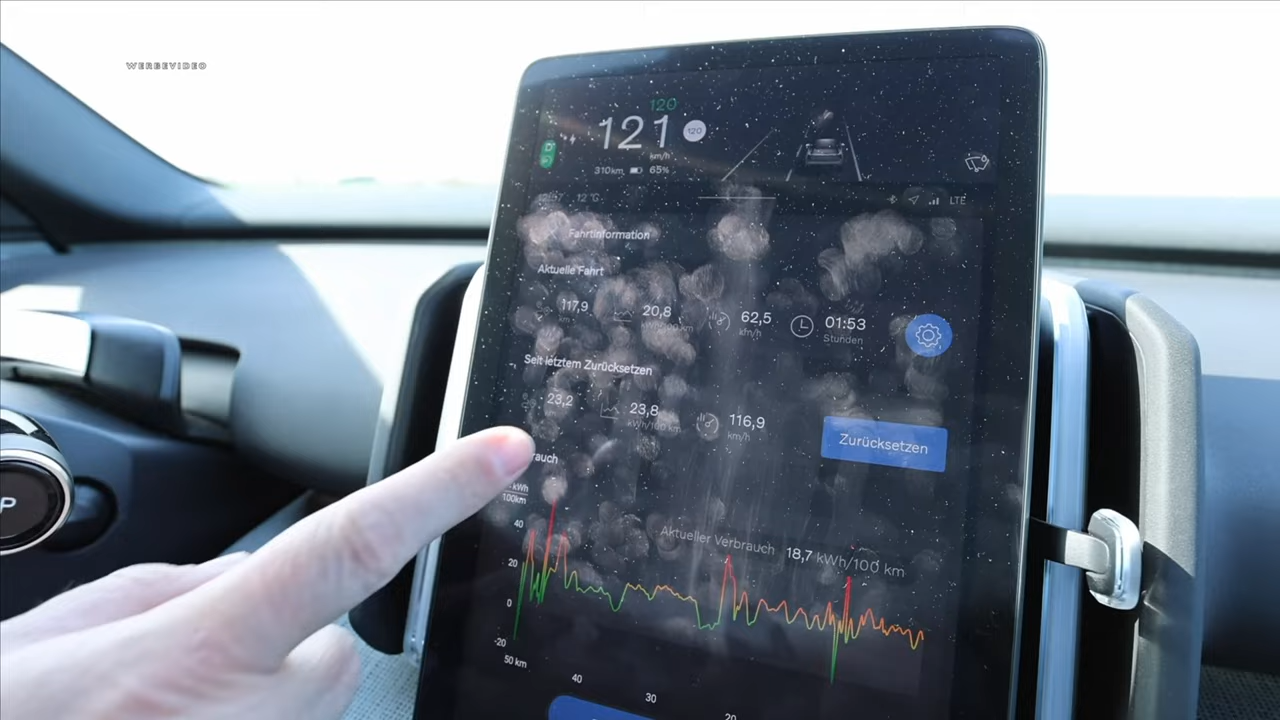 WERBEVIDEO
120
121 120
km/h
310km 65%
12 °C LTE
Fahrtinformation
Aktuelle Fahrt
117,9 20,8 62,5 01:53
km km/h Stunden
Seit letztem Zurücksetzen
23,2 23,8 116,9
kWh/100 km km/h
Zurücksetzen
rauch
kWh
100km
Aktueller Verbrauch 18,7 kWh/100 km
40
20
0
-20
50 km
40
30
20
P